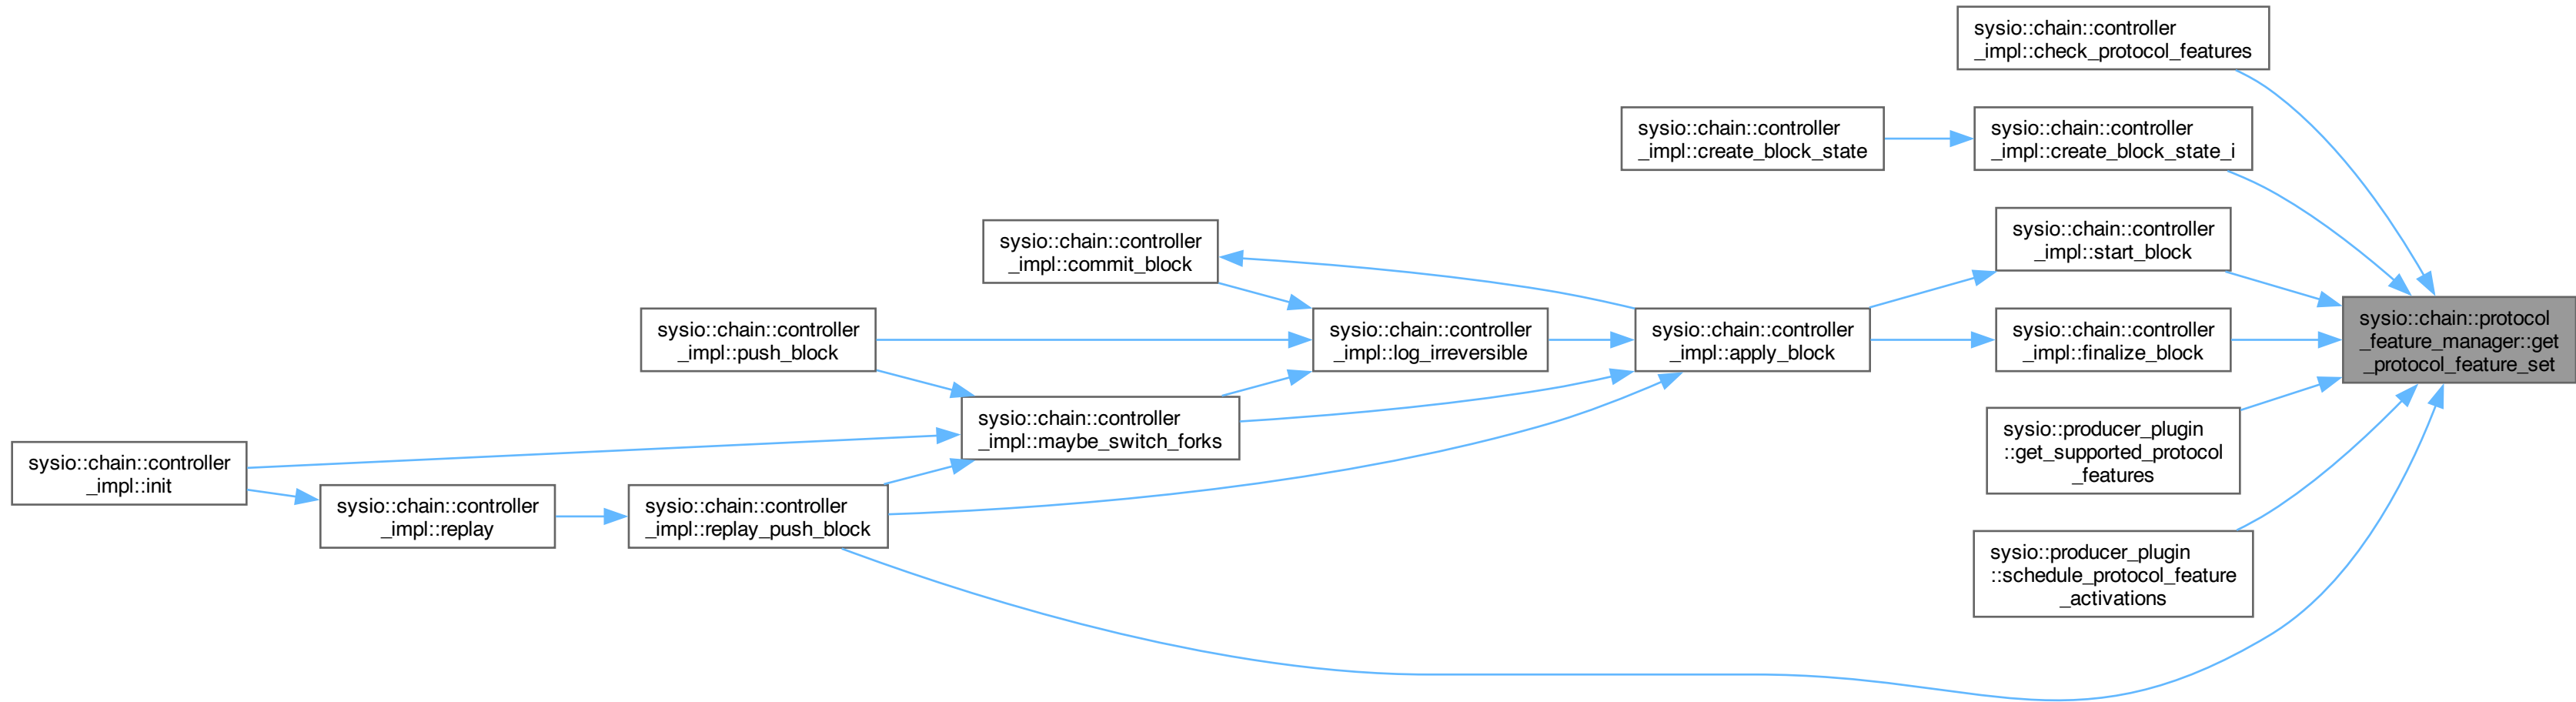 sysio::chain::controller
_impl::check_protocol_features
sysio::chain::controller
_impl::create_block_state
sysio::chain::controller
_impl::create_block_state_i
sysio::chain::controller
_impl::start_block
sysio::chain::controller
_impl::commit_block
sysio::chain::controller
_impl::push_block
sysio::chain::controller
_impl::log_irreversible
sysio::chain::controller
_impl::apply_block
sysio::chain::controller
_impl::finalize_block
sysio::chain::protocol
_feature_manager::get
_protocol_feature_set
sysio::chain::controller
_impl::maybe_switch_forks
sysio::producer_plugin
::get_supported_protocol
_features
sysio::chain::controller
_impl::init
sysio::chain::controller
_impl::replay
sysio::chain::controller
_impl::replay_push_block
sysio::producer_plugin
::schedule_protocol_feature
_activations